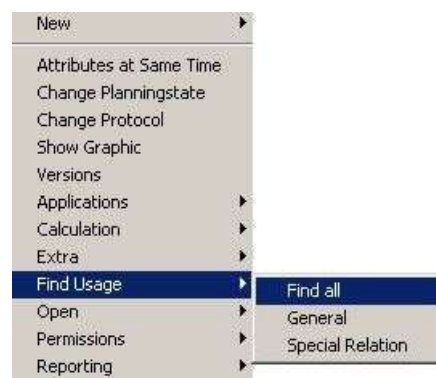 New
Attributes at Same Time
Change Planningstate
Change Protocol
Show Graphic
Versions
Applications
Calculation
Extra
Find Usage
Find all
Open
General
Permissions
Special Relation
Reporting